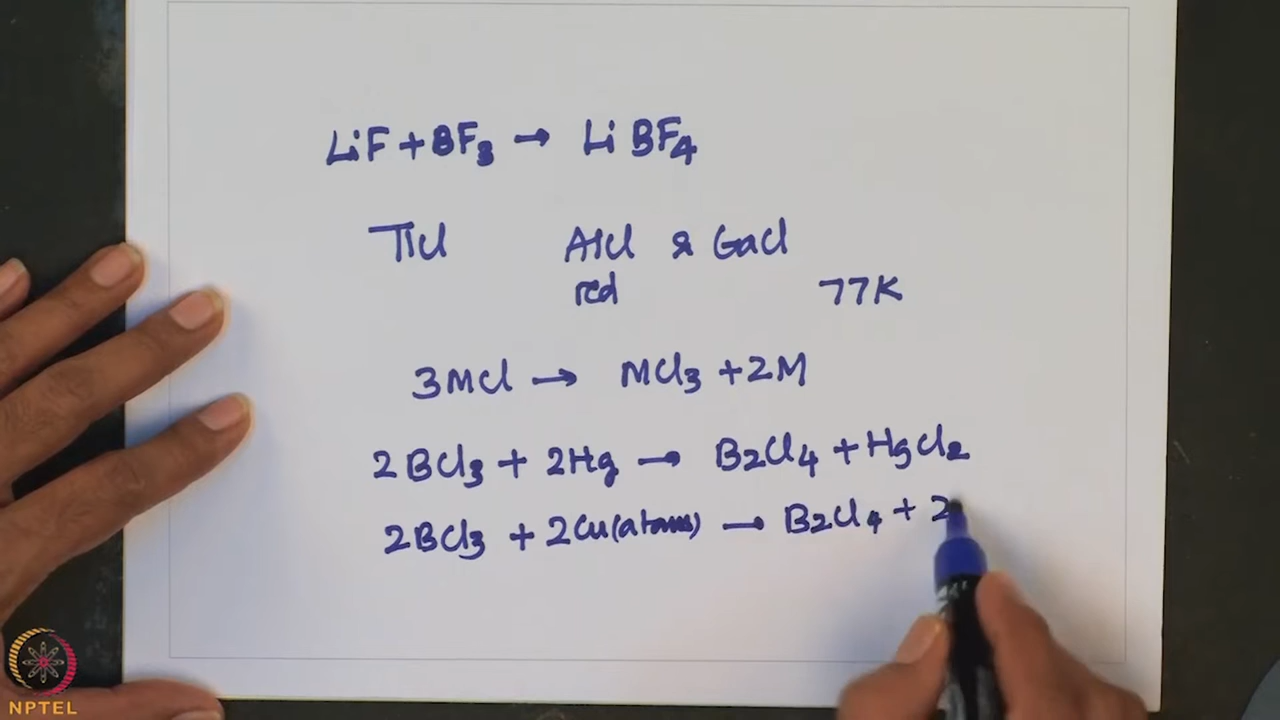 LiF + BF3 → LiBF4
TlCl AlCl & GaCl
red 77K
3MCl → MCl3 + 2M
2BCl3 + 2Hg → B2Cl4 + HgCl2
2BCl3 + 2Cu(atoms) → B2Cl4 + 2
NPTEL